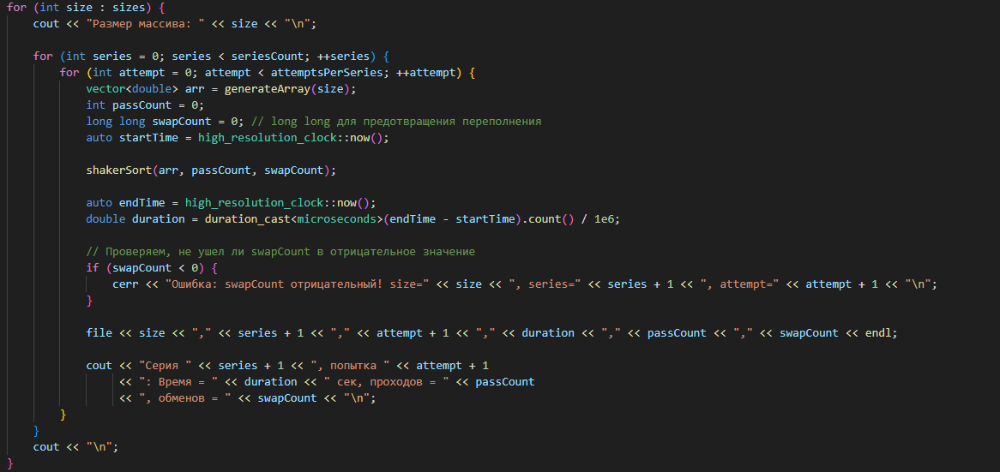 for (int size : sizes) {
    cout << "Размер массива: " << size << "\n";

    for (int series = 0; series < seriesCount; ++series) {
        for (int attempt = 0; attempt < attemptsPerSeries; ++attempt) {
            vector<double> arr = generateArray(size);
            int passCount = 0;
            long long swapCount = 0; // long long для предотвращения переполнения
            auto startTime = high_resolution_clock::now();

            shakerSort(arr, passCount, swapCount);

            auto endTime = high_resolution_clock::now();
            double duration = duration_cast<microseconds>(endTime - startTime).count() / 1e6;

            // Проверяем, не ушел ли swapCount в отрицательное значение
            if (swapCount < 0) {
                cerr << "Ошибка: swapCount отрицательный! size=" << size << ", series=" << series + 1 << ", attempt=" << attempt + 1 << "\n";
            }

            file << size << "," << series + 1 << "," << attempt + 1 << "," << duration << "," << passCount << "," << swapCount << endl;

            cout << "Серия " << series + 1 << ", попытка " << attempt + 1
                 << ": Время = " << duration << " сек, проходов = " << passCount
                 << ", обменов = " << swapCount << "\n";
        }
    }
    cout << "\n";
}